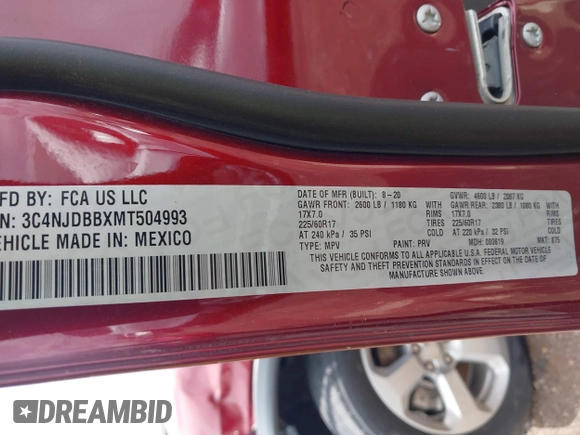 FD BY: FCA US LLC
N: 3C4NJDBBXMT504993
EHICLE MADE IN: MEXICO
DATE OF MFR (BUILT): 8-20 GVWR: 4600 LB / 2087 KG
GAWR FRONT: 2600 LB / 1180 KG GAWR REAR: 2380 LB / 1080 KG
17X7.0 RIMS 17X7.0 RIMS
225/60R17 TIRES 225/60R17 TIRES
AT 240 kPa / 35 PSI COLD AT 220 kPa / 32 PSI COLD
TYPE: MPV PAINT: PRV MDH: 080619 MKT: 875
THIS VEHICLE CONFORMS TO ALL APPLICABLE U.S.A. FEDERAL MOTOR VEHICLE
SAFETY AND THEFT PREVENTION STANDARDS IN EFFECT ON THE DATE OF
MANUFACTURE SHOWN ABOVE.
DREAMBID